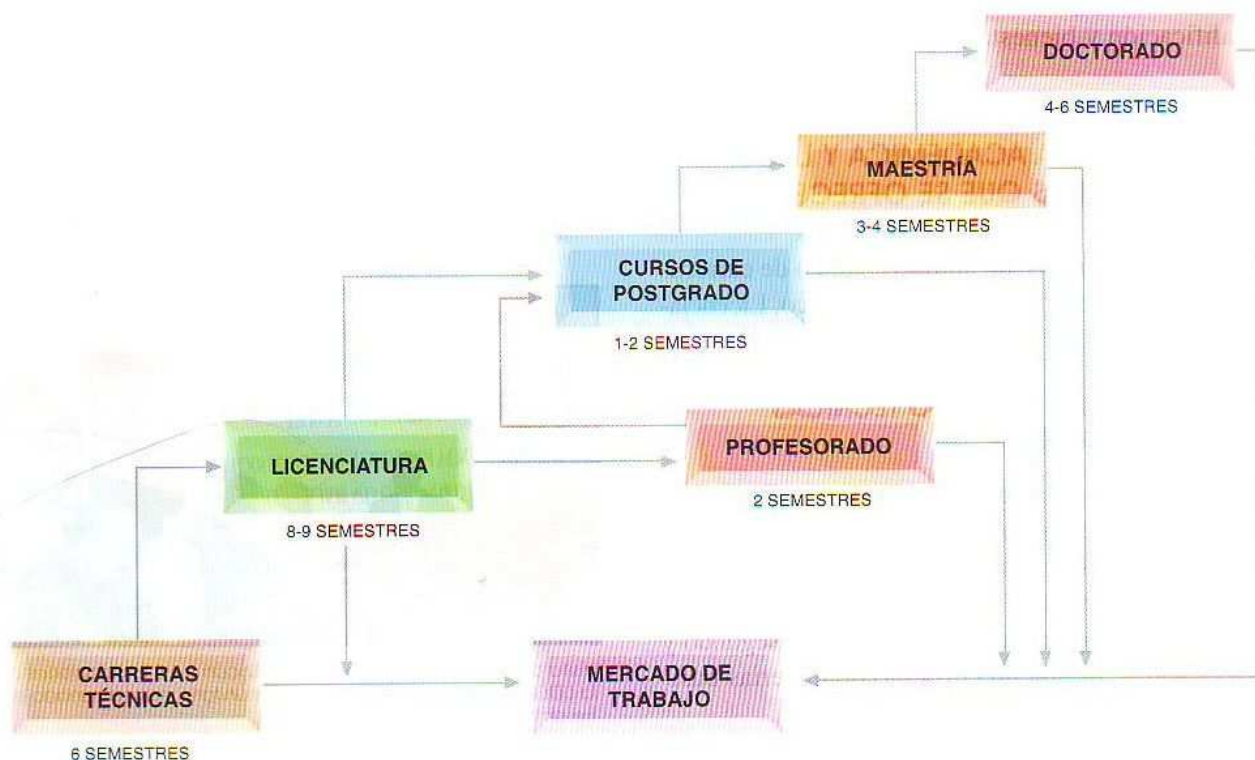 DOCTORADO
4-6 SEMESTRES
MAESTRÍA
3-4 SEMESTRES
CURSOS DE
POSTGRADO
1-2 SEMESTRES
PROFESORADO
2 SEMESTRES
LICENCIATURA
8-9 SEMESTRES
CARRERAS
TÉCNICAS
6 SEMESTRES
MERCADO DE
TRABAJO